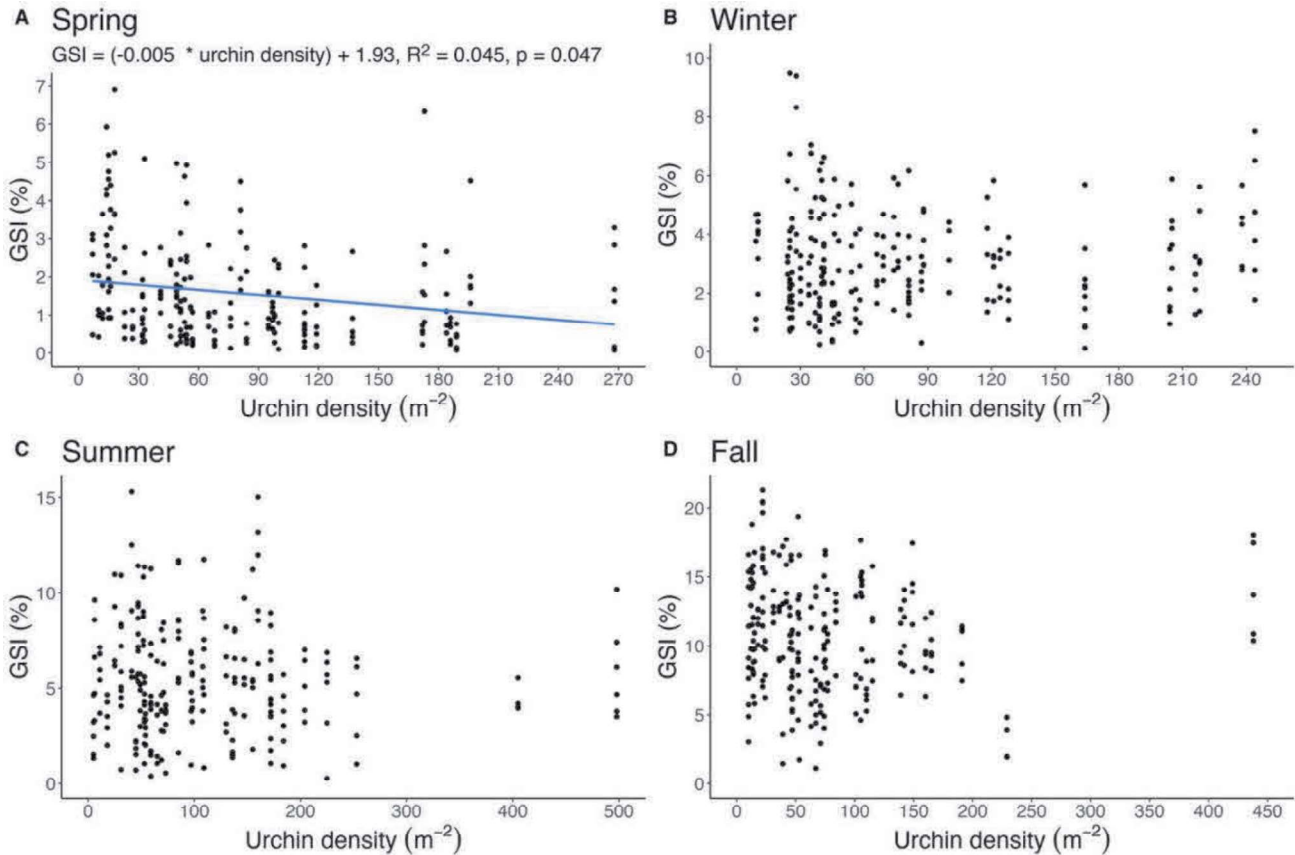 A Spring
GSI = (-0.005 * urchin density) + 1.93, R² = 0.045, p = 0.047
7
6
5
4
3
2
1
0
GSI (%)
0 30 60 90 120 150 180 210 240 270
Urchin density (m⁻²)
B Winter
10
8
6
4
2
0
GSI (%)
0 30 60 90 120 150 180 210 240
Urchin density (m⁻²)
C Summer
15
10
5
0
GSI (%)
0 100 200 300 400 500
Urchin density (m⁻²)
D Fall
20
15
10
5
0
GSI (%)
0 50 100 150 200 250 300 350 400 450
Urchin density (m⁻²)